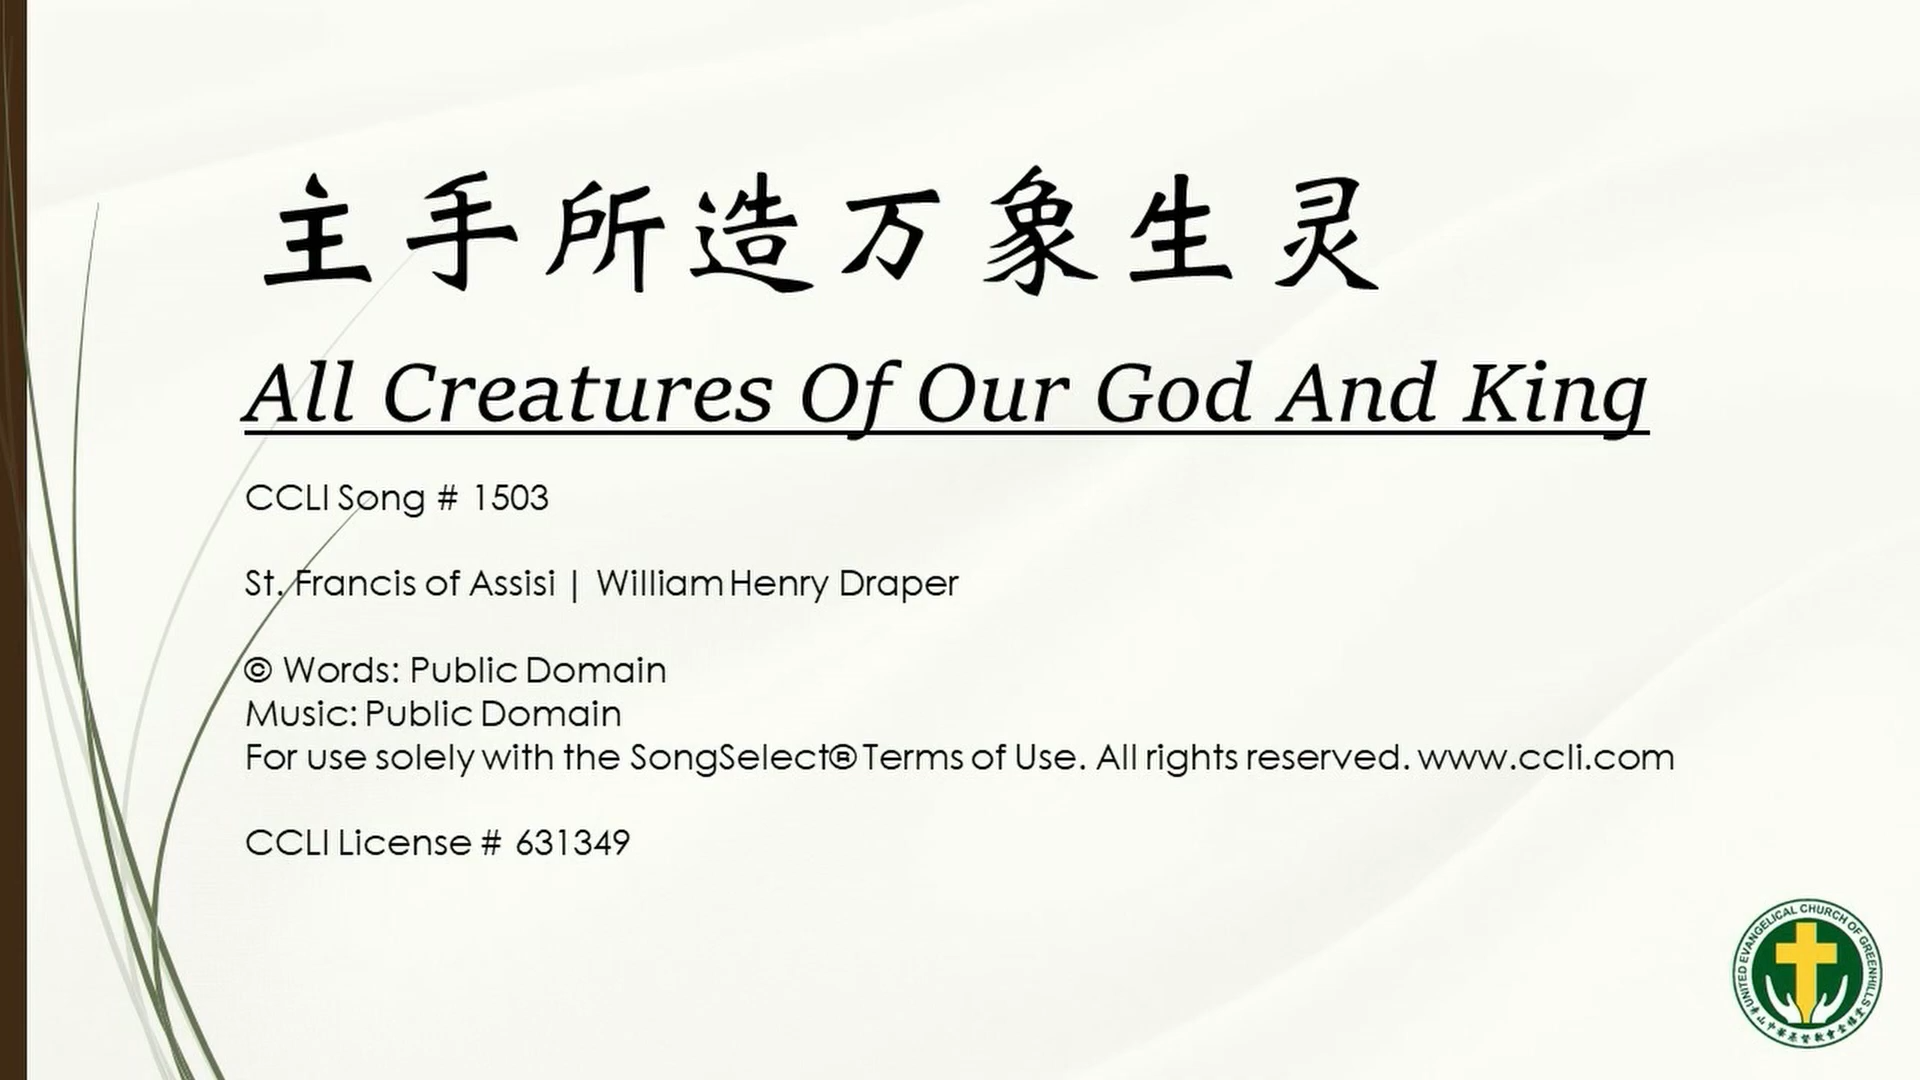 主手所造万象生灵
All Creatures Of Our God And King
CCLI Song # 1503
St. Francis of Assisi | William Henry Draper
© Words: Public Domain
Music: Public Domain
For use solely with the SongSelect® Terms of Use. All rights reserved. www.ccli.com
CCLI License # 631349
UNITED EVANGELICAL CHURCH OF GREENHILLS